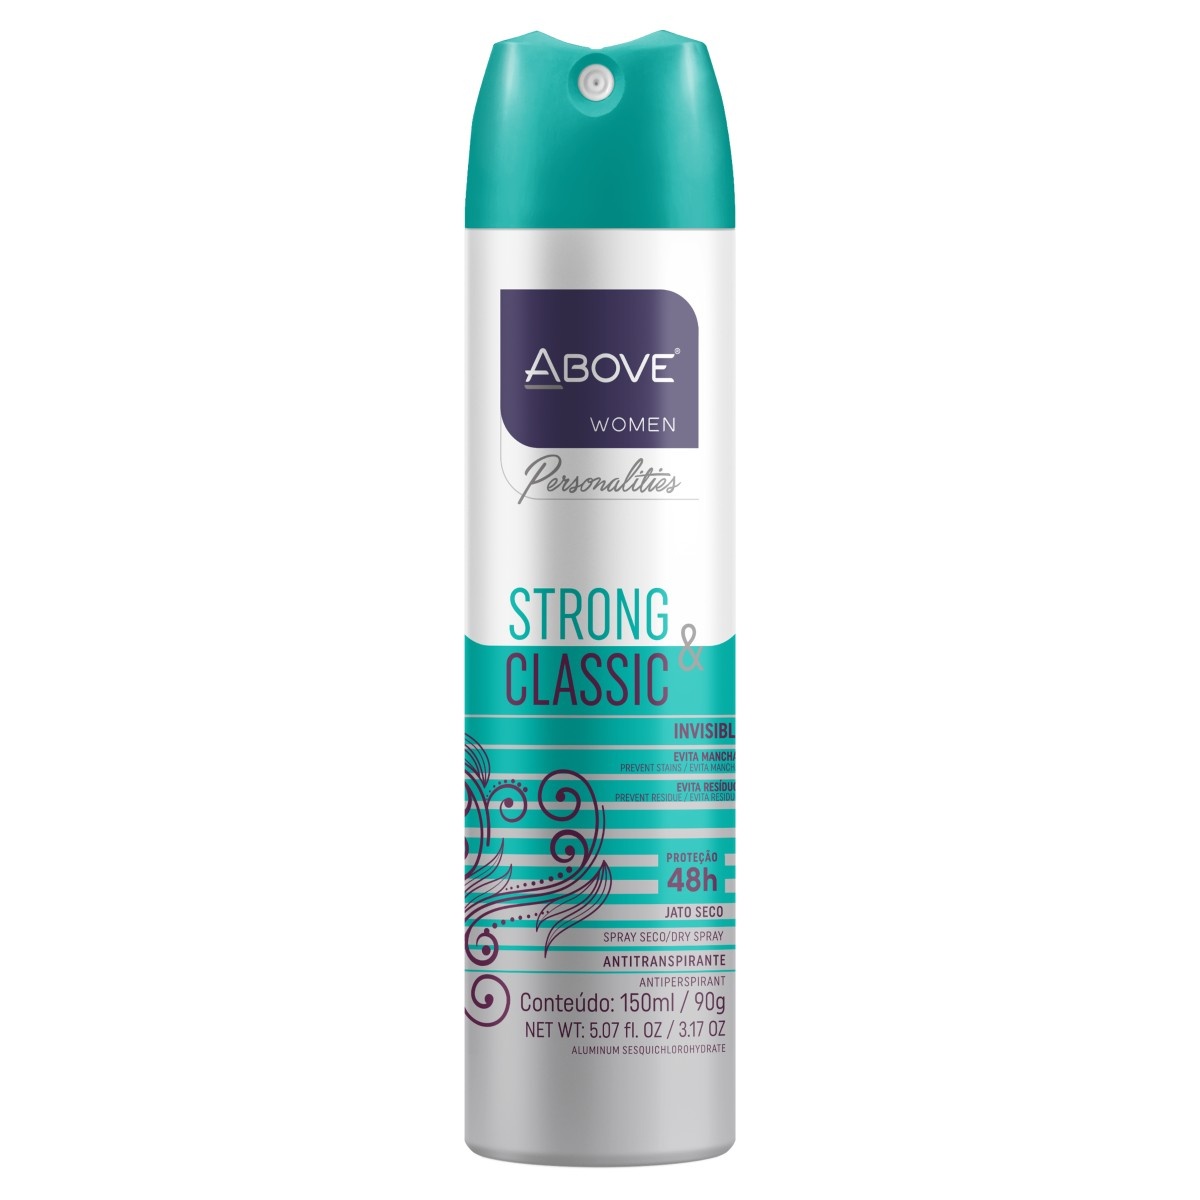 ABOVE®
WOMEN
Personalities
STRONG
&
CLASSIC
INVISIBL
EVITA MANCHA
PREVENT STAINS / EVITA MANCH
EVITA RESÍDUO
PREVENT RESIDUE / EVITA RESIDU
PROTEÇÃO
48h
JATO SECO
SPRAY SECO/DRY SPRAY
ANTITRANSPIRANTE
ANTIPERSPIRANT
Conteúdo: 150ml / 90g
NET WT: 5.07 fl. OZ / 3.17 OZ
ALUMINUM SESQUICHLOROHYDRATE